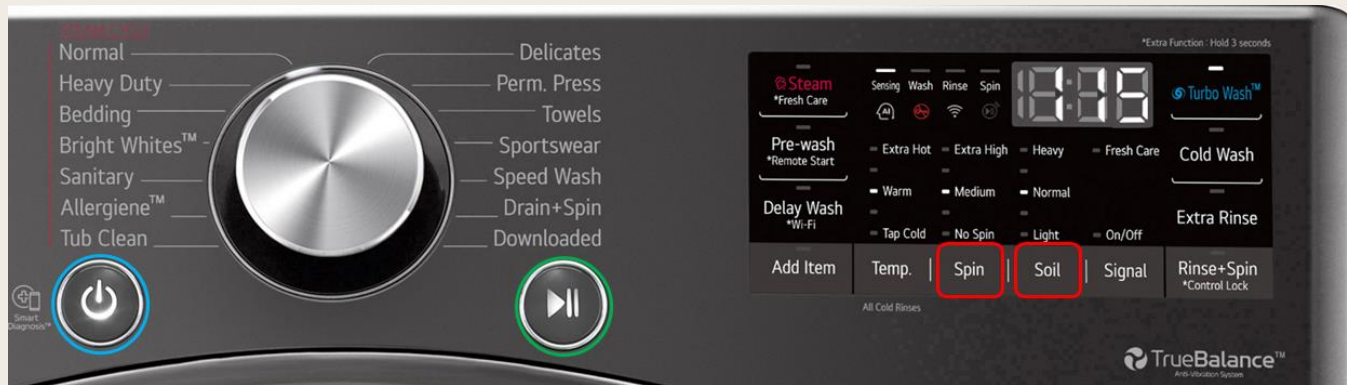 Normal
Heavy Duty
Bedding
Bright Whites™
Sanitary
Allergiene™
Tub Clean
Delicates
Perm. Press
Towels
Sportswear
Speed Wash
Drain+Spin
Downloaded
Smart
Diagnosis™
*Extra Function : Hold 3 seconds
Steam
*Fresh Care
Pre-wash
*Remote Start
Delay Wash
*Wi-Fi
Add Item
Sensing Wash Rinse Spin
AI
1:15
Extra Hot Extra High Heavy Fresh Care
Warm Medium Normal
Tap Cold No Spin Light On/Off
Temp. | Spin | Soil | Signal
All Cold Rinses
Turbo Wash™
Cold Wash
Extra Rinse
Rinse+Spin
*Control Lock
TrueBalance™
Anti-Vibration System